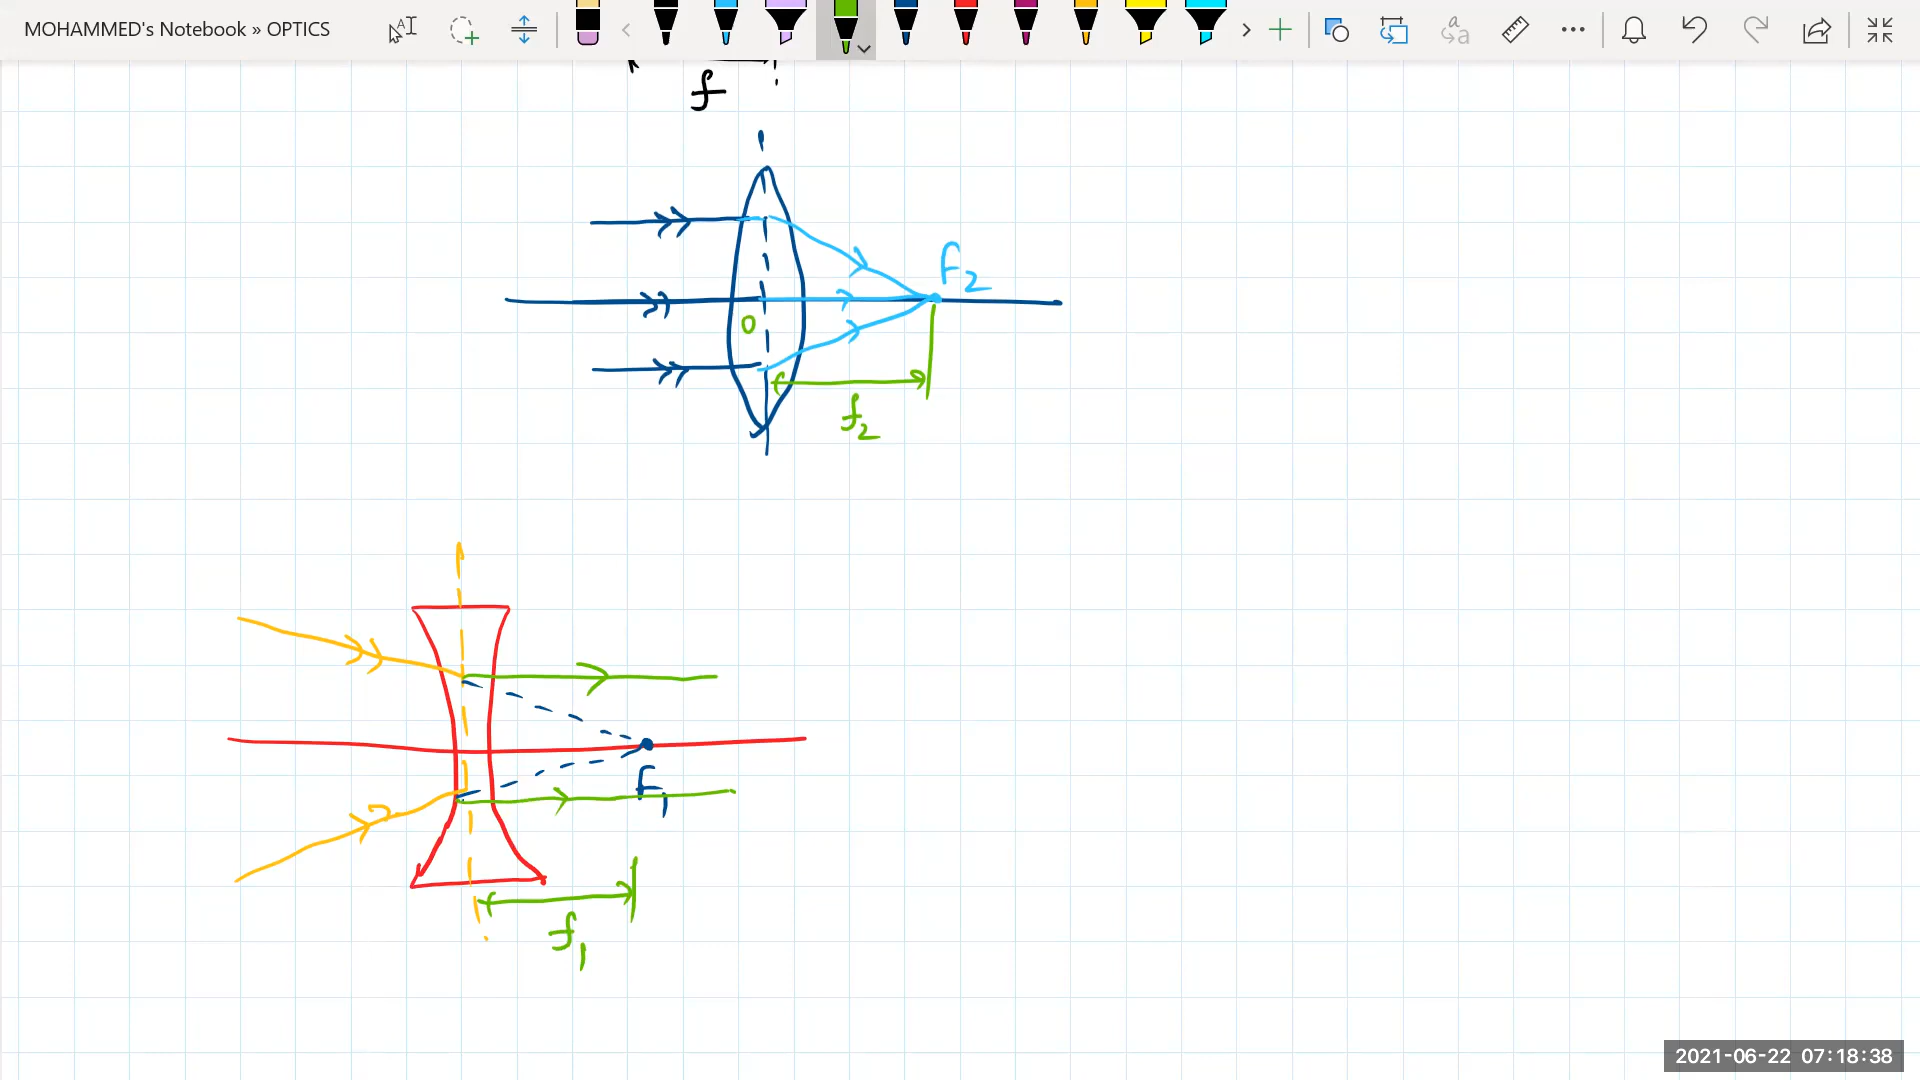 MOHAMMED's Notebook » OPTICS
f
F2
O
f2
F1
f1
2021-06-22 07:18:38